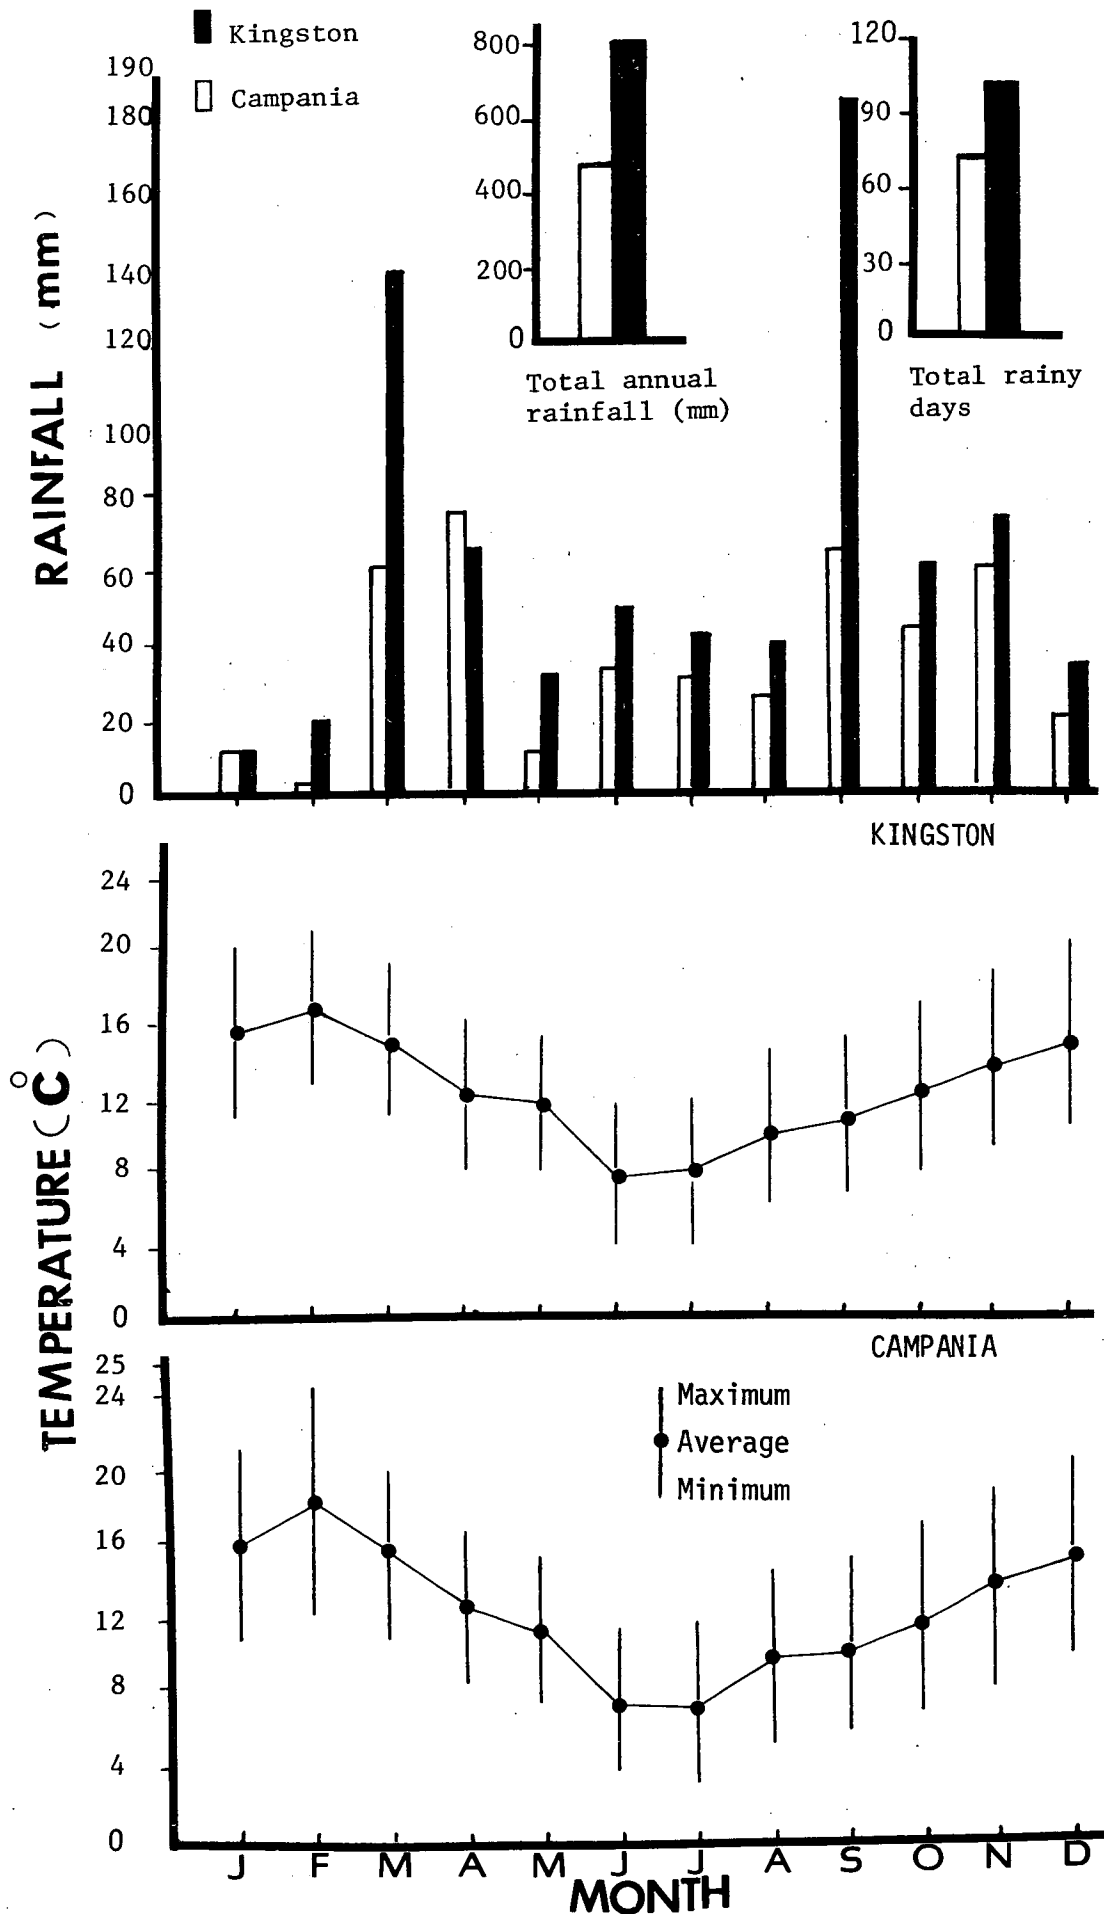 Kingston
Campania
RAINFALL (mm)
190
180
160
140
120
100
80
60
40
20
0
800
600
400
200
0
Total annual
rainfall (mm)
120
90
60
30
0
Total rainy
days
TEMPERATURE (°C)
KINGSTON
24
20
16
12
8
4
0
CAMPANIA
25
24
20
16
12
8
4
0
Maximum
Average
Minimum
J F M A M J J A S O N D
MONTH